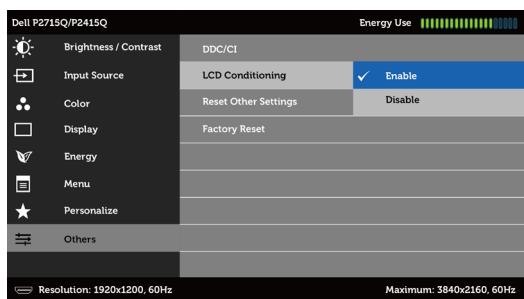 Dell P2715Q/P2415Q Energy Use
Brightness / Contrast DDC/CI
Input Source LCD Conditioning ✓ Enable
Color Reset Other Settings Disable
Display Factory Reset
Energy
Menu
Personalize
Others
Resolution: 1920x1200, 60Hz Maximum: 3840x2160, 60Hz